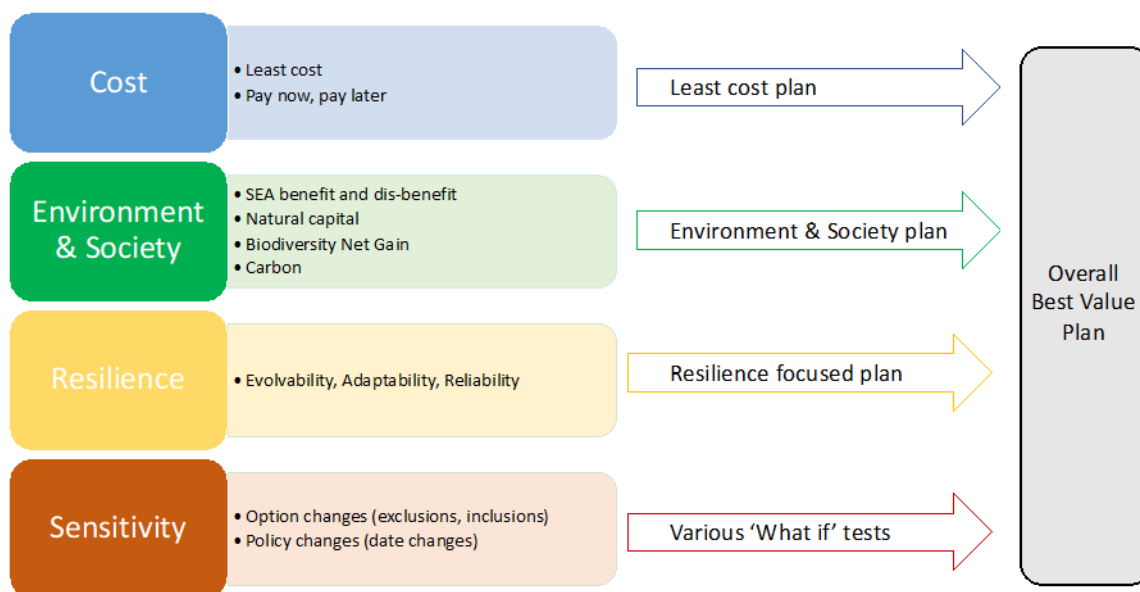 Cost
• Least cost
• Pay now, pay later
Least cost plan
Environment
& Society
• SEA benefit and dis-benefit
• Natural capital
• Biodiversity Net Gain
• Carbon
Environment & Society plan
Resilience
• Evolvability, Adaptability, Reliability
Resilience focused plan
Sensitivity
• Option changes (exclusions, inclusions)
• Policy changes (date changes)
Various ‘What if’ tests
Overall
Best Value
Plan